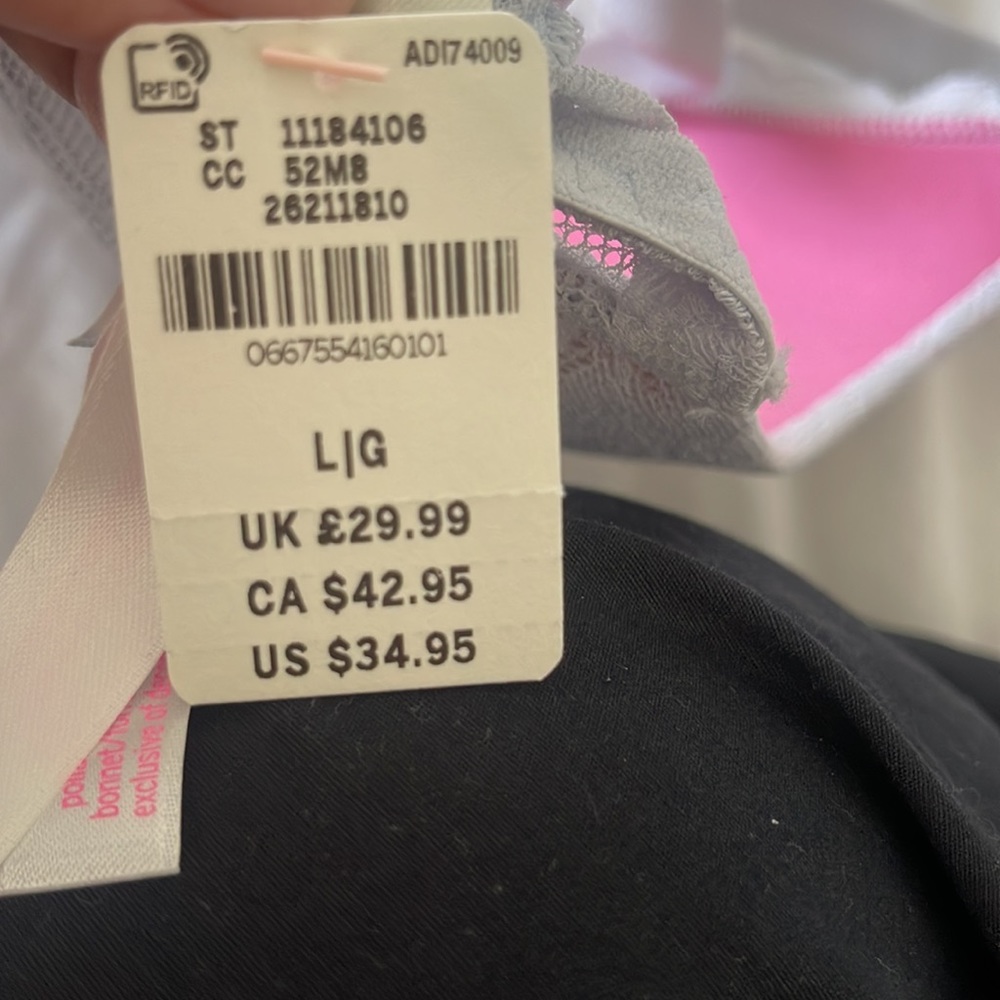 RFID
ADI74009
ST 11184106
CC 52M8
26211810
0667554160101
L|G
UK £29.99
CA $42.95
US $34.95
bonnet/
exclusive of